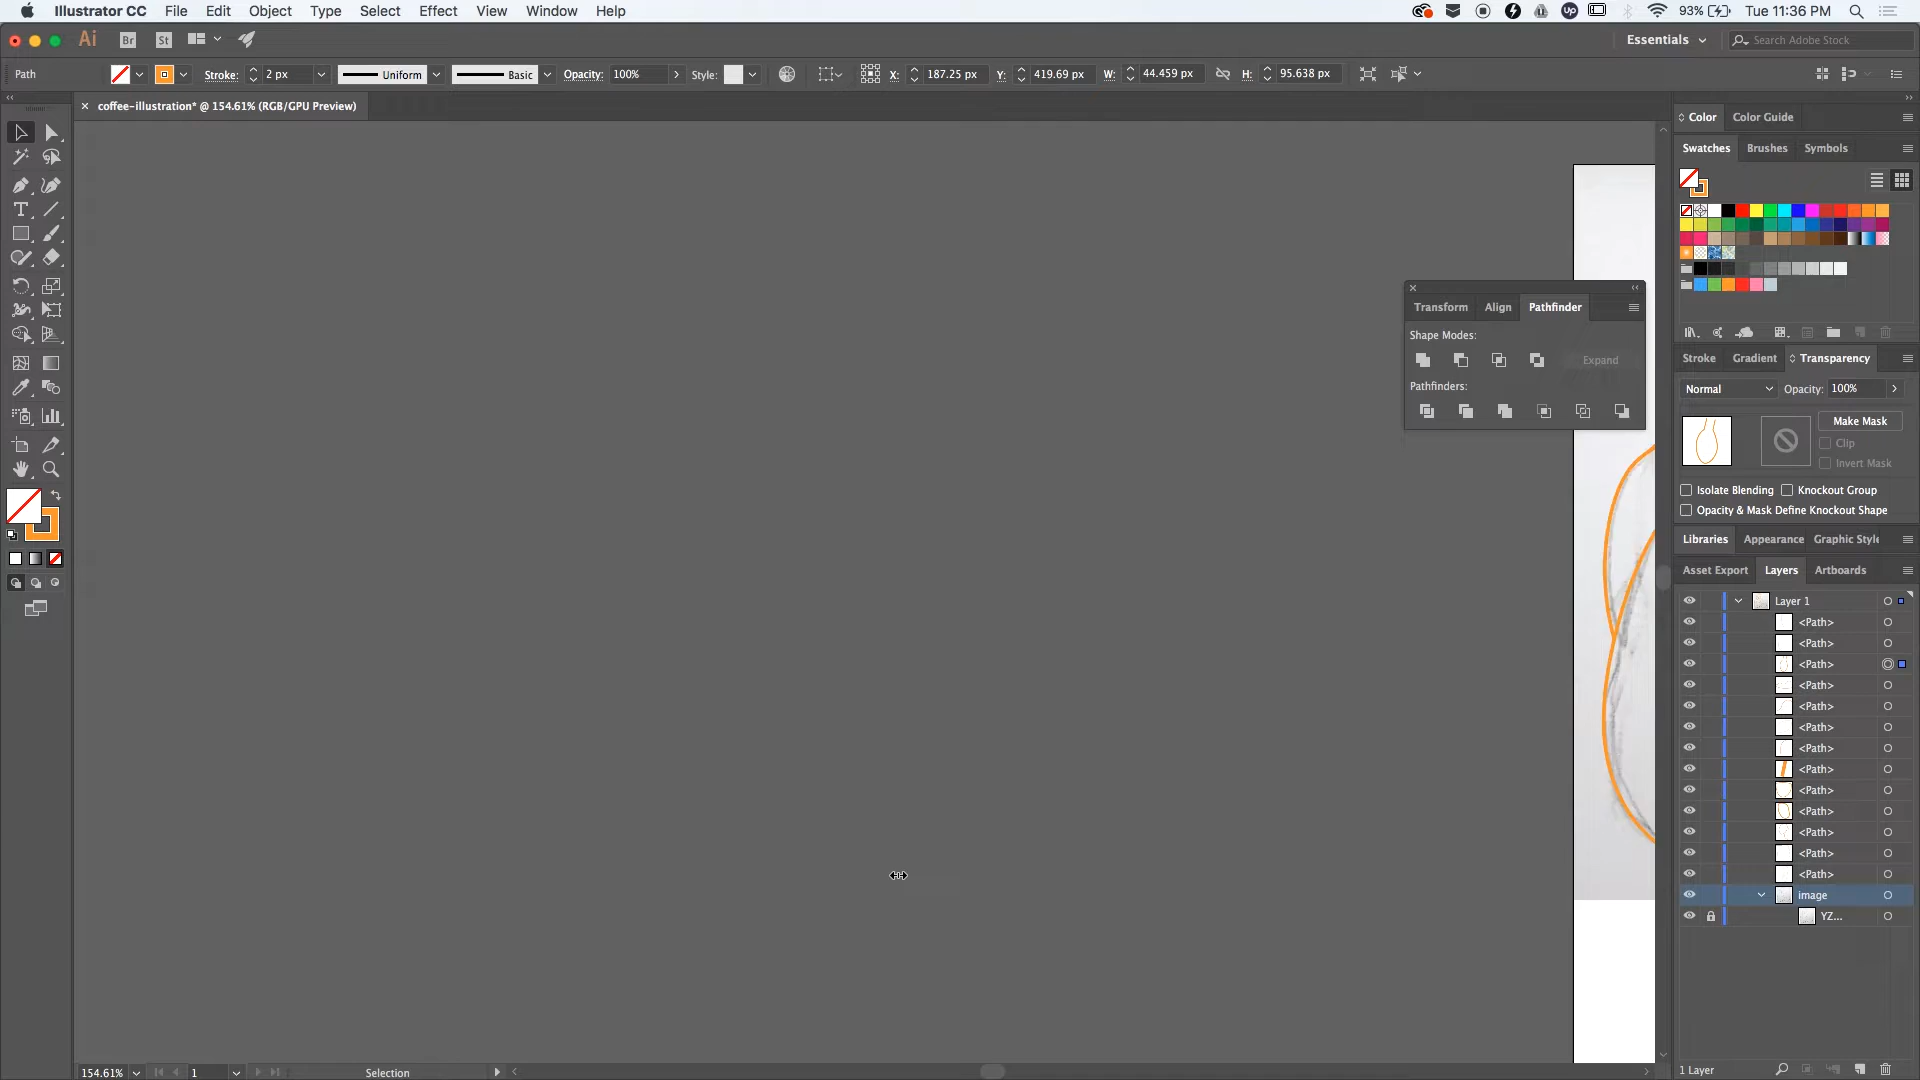 Illustrator CC File Edit Object Type Select Effect View Window Help
Up 93% Tue 11:36 PM
Ai Br St Essentials Search Adobe Stock
Path Stroke: 2 px Uniform Basic Opacity: 100% Style: X: 187.25 px Y: 419.69 px W: 44.459 px H: 95.638 px
× coffee-illustration* @ 154.61% (RGB/GPU Preview)
Color Color Guide
Swatches Brushes Symbols
Transform Align Pathfinder
Shape Modes:
Expand
Pathfinders:
Stroke Gradient Transparency
Normal Opacity: 100%
Make Mask
Clip
Invert Mask
Isolate Blending Knockout Group
Opacity & Mask Define Knockout Shape
Libraries Appearance Graphic Style
Asset Export Layers Artboards
Layer 1
<Path>
<Path>
<Path>
<Path>
<Path>
<Path>
<Path>
<Path>
<Path>
<Path>
<Path>
<Path>
<Path>
image
YZ...
154.61% 1 Selection
1 Layer